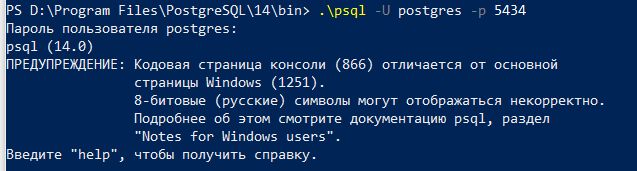 PS D:\Program Files\PostgreSQL\14\bin> .\psql -U postgres -p 5434
Пароль пользователя postgres:
psql (14.0)
ПРЕДУПРЕЖДЕНИЕ: Кодовая страница консоли (866) отличается от основной
страницы Windows (1251).
8-битовые (русские) символы могут отображаться некорректно.
Подробнее об этом смотрите документацию psql, раздел
"Notes for Windows users".
Введите "help", чтобы получить справку.